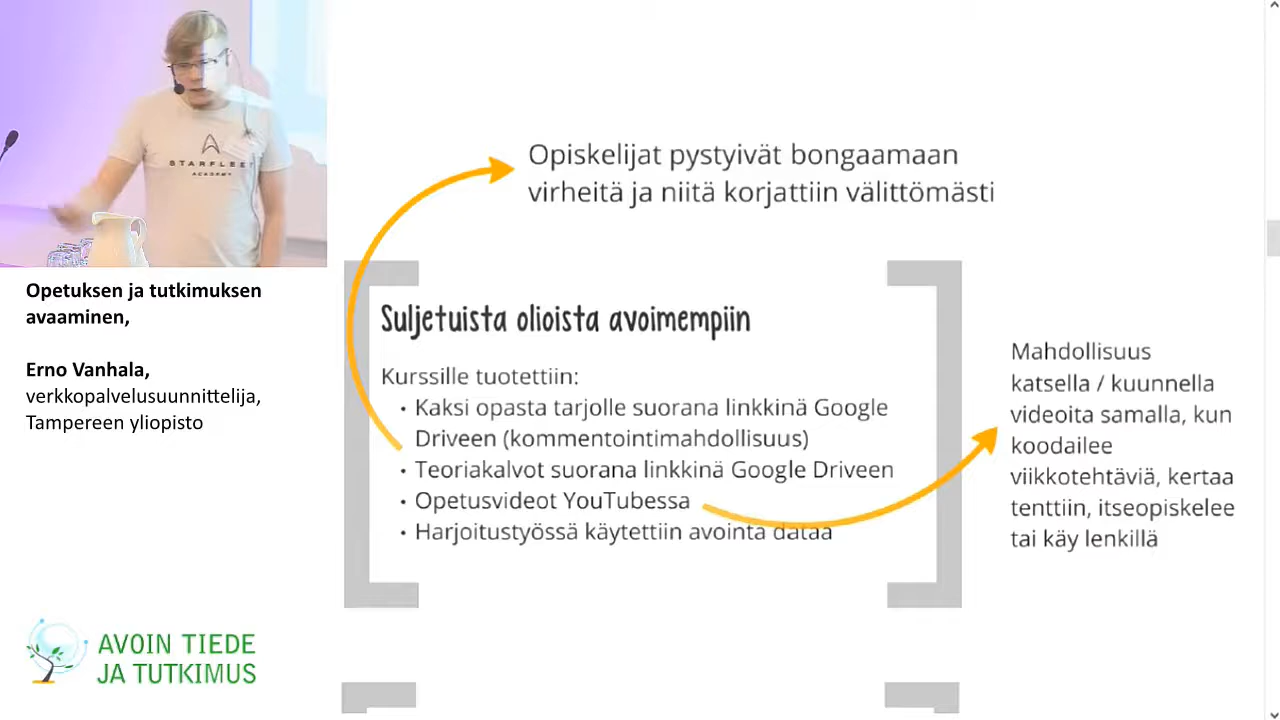 STARFLEET
ACADEMY
Opetuksen ja tutkimuksen
avaaminen,
Erno Vanhala,
verkkopalvelusuunnittelija,
Tampereen yliopisto
AVOIN TIEDE
JA TUTKIMUS
Opiskelijat pystyivät bongaamaan
virheitä ja niitä korjattiin välittömästi
Suljetuista olioista avoimempiin
Kurssille tuotettiin:
• Kaksi opasta tarjolle suorana linkkinä Google
Driveen (kommentointimahdollisuus)
• Teoriakalvot suorana linkkinä Google Driveen
• Opetusvideot YouTubessa
• Harjoitustyössä käytettiin avointa dataa
Mahdollisuus
katsella / kuunnella
videoita samalla, kun
koodailee
viikkotehtäviä, kertaa
tenttiin, itseopiskelee
tai käy lenkillä